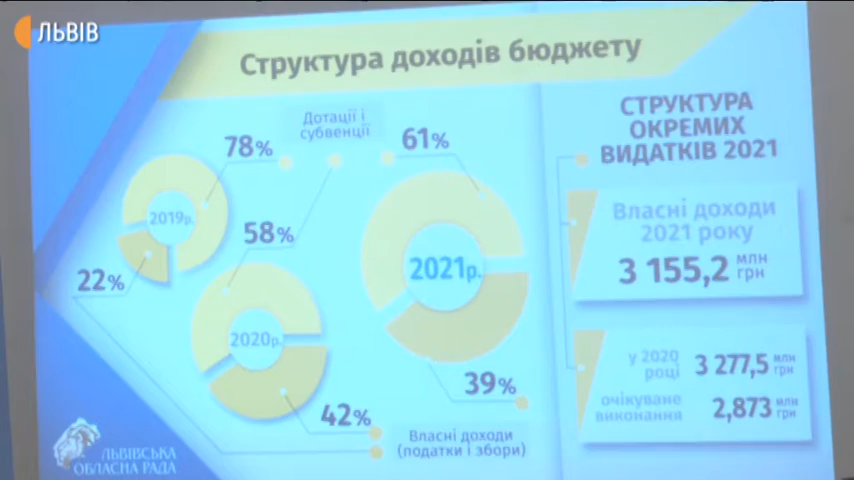 ЛЬВІВ
Структура доходів бюджету
Дотації і
субвенції
78%
61%
2019р.
58%
22%
2021р.
2020р.
39%
42%
Власні доходи
(податки і збори)
ЛЬВІВСЬКА
ОБЛАСНА РАДА
СТРУКТУРА
ОКРЕМИХ
ВИДАТКІВ 2021
Власні доходи
2021 року
3 155,2 млн
грн
у 2020
році
3 277,5 млн
грн
очікуване
виконання
2,873 млн
грн